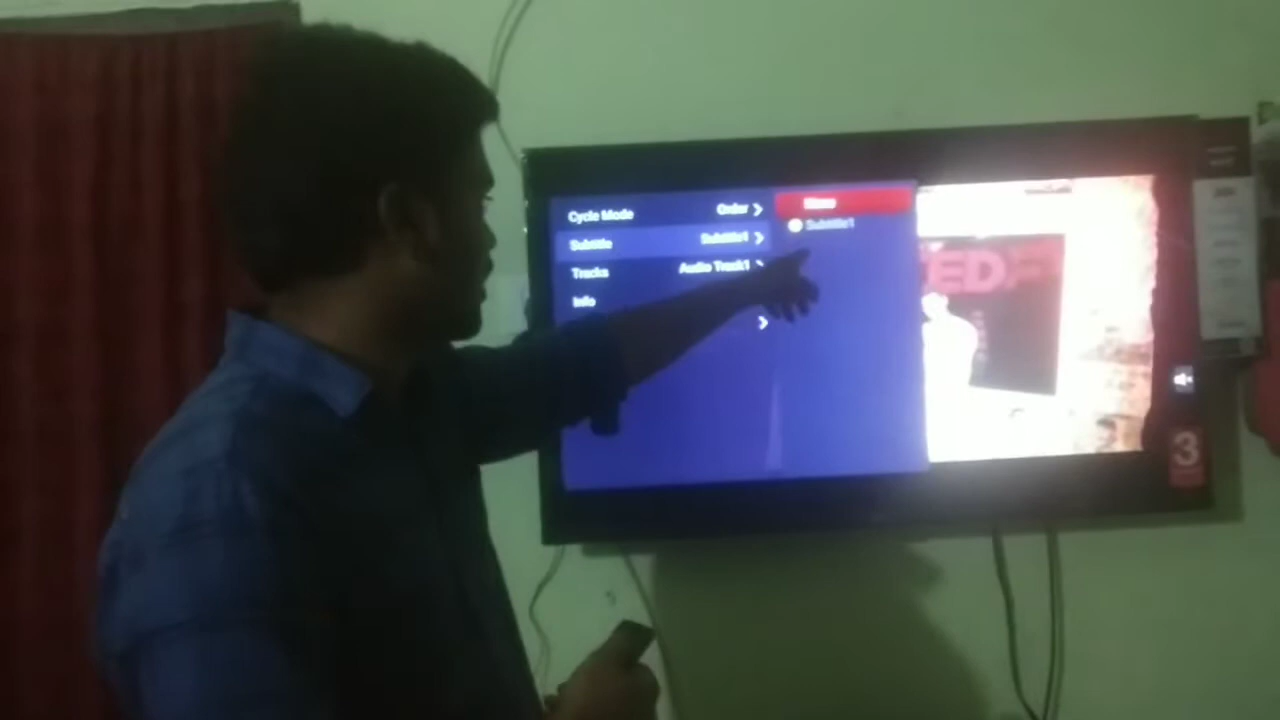 Cycle Mode Order
Subtitle Subtitle1
Tracks Audio Track1
Info
None
Subtitle1
3